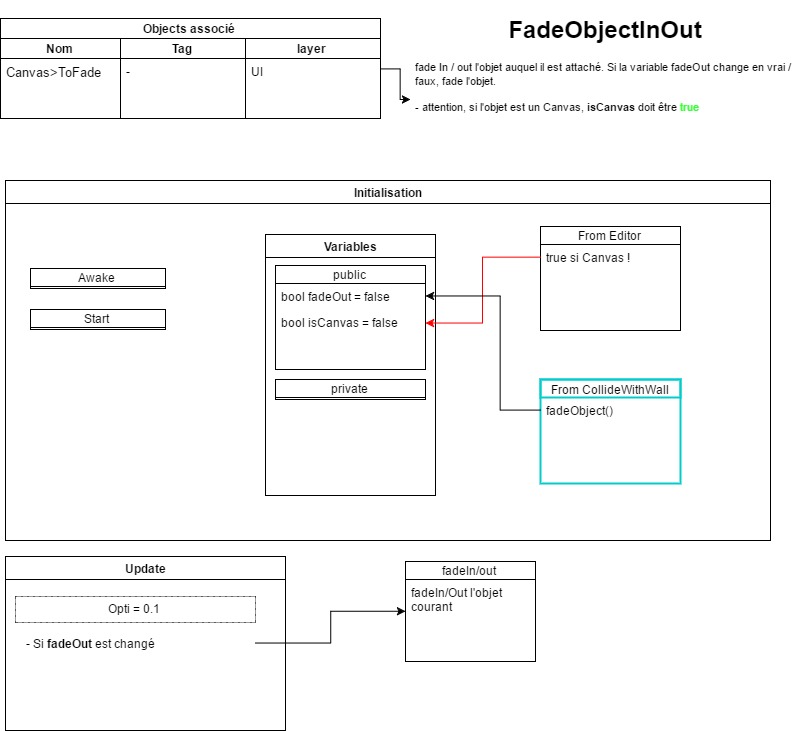 Objects associé
Nom Tag layer
Canvas>ToFade - UI
FadeObjectInOut
fade In / out l'objet auquel il est attaché. Si la variable fadeOut change en vrai /
faux, fade l'objet.
- attention, si l'objet est un Canvas, isCanvas doit être true
Initialisation
Awake
Start
Variables
public
bool fadeOut = false
bool isCanvas = false
private
From Editor
true si Canvas !
From CollideWithWall
fadeObject()
Update
Opti = 0.1
- Si fadeOut est changé
fadeIn/out
fadeIn/Out l'objet
courant